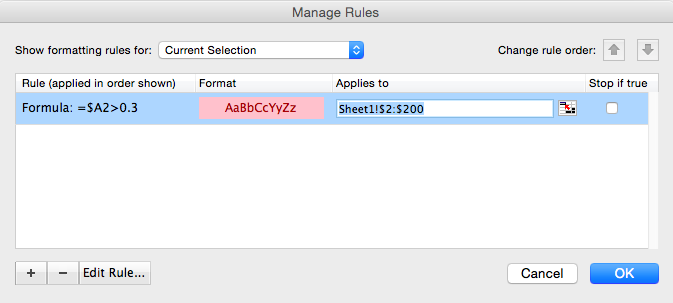 Manage Rules
Show formatting rules for: Current Selection Change rule order:
Rule (applied in order shown) Format Applies to Stop if true
Formula: =$A2>0.3 AaBbCcYyZz Sheet1!$2:$200
+ − Edit Rule... Cancel OK